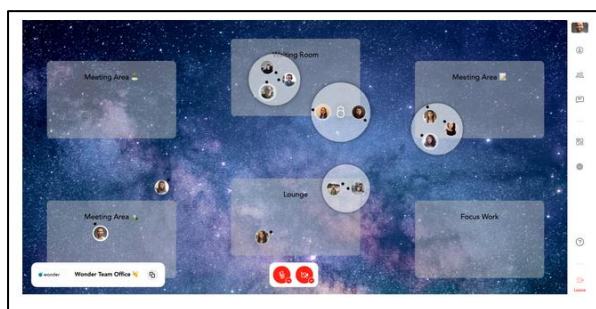 Waiting Room
Meeting Area 🏝
Meeting Area 📝
Lounge
Meeting Area
Focus Work
wonder
Wonder Team Office 👋
Leave